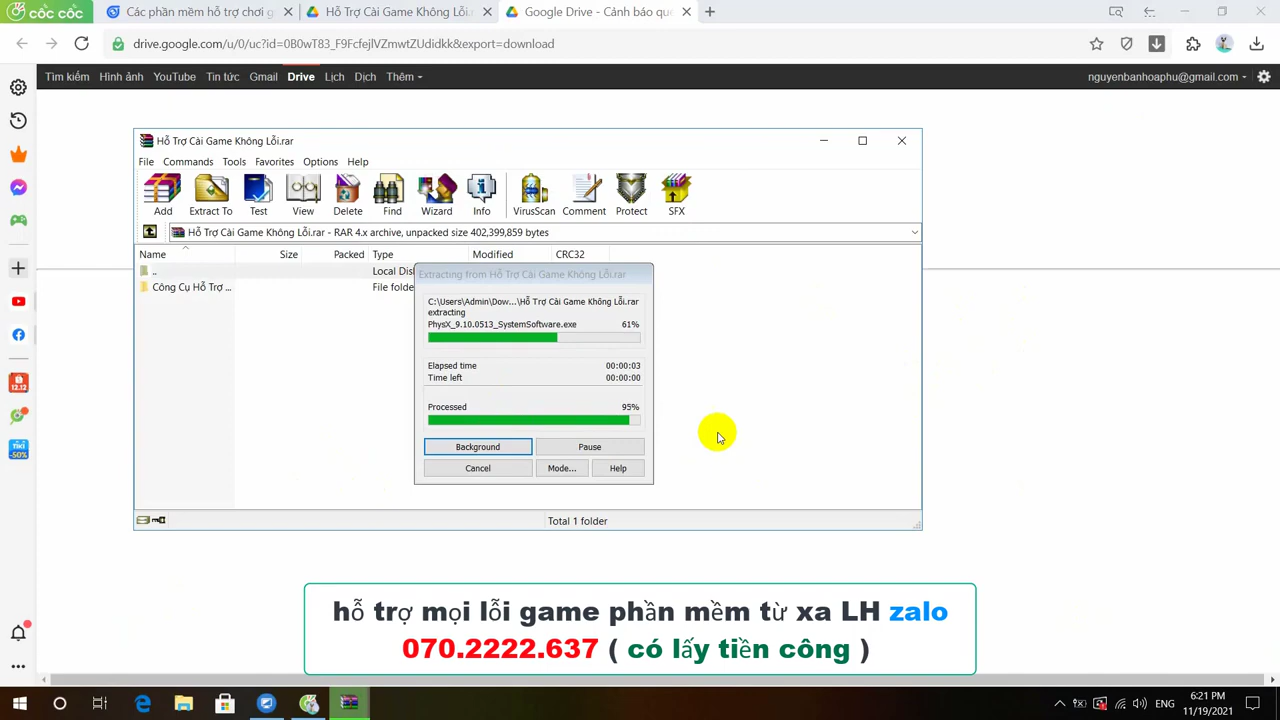 cốc cốc
Các phần mềm hỗ trợ chơi g
Hỗ Trợ Cài Game Không Lỗi.r
Google Drive - Cảnh báo qué
drive.google.com/u/0/uc?id=0B0wT83_F9FcfejlVZmwtZUdidkk&export=download
Tìm kiếm Hình ảnh YouTube Tin tức Gmail Drive Lịch Dịch Thêm
nguyenbanhoaphu@gmail.com
Hỗ Trợ Cài Game Không Lỗi.rar
File Commands Tools Favorites Options Help
Add Extract To Test View Delete Find Wizard Info VirusScan Comment Protect SFX
Hỗ Trợ Cài Game Không Lỗi.rar - RAR 4.x archive, unpacked size 402,399,859 bytes
Name Size Packed Type Modified CRC32
.. Local Dis
Công Cụ Hỗ Trợ ... File folde
Extracting from Hỗ Trợ Cài Game Không Lỗi.rar
C:\Users\Admin\Dow...\Hỗ Trợ Cài Game Không Lỗi.rar
extracting
PhysX_9.10.0513_SystemSoftware.exe 61%
Elapsed time 00:00:03
Time left 00:00:00
Processed 95%
Background Pause
Cancel Mode... Help
Total 1 folder
12.12
TIKI
-50%
hỗ trợ mọi lỗi game phần mềm từ xa LH zalo
070.2222.637 ( có lấy tiền công )
ENG
6:21 PM
11/19/2021